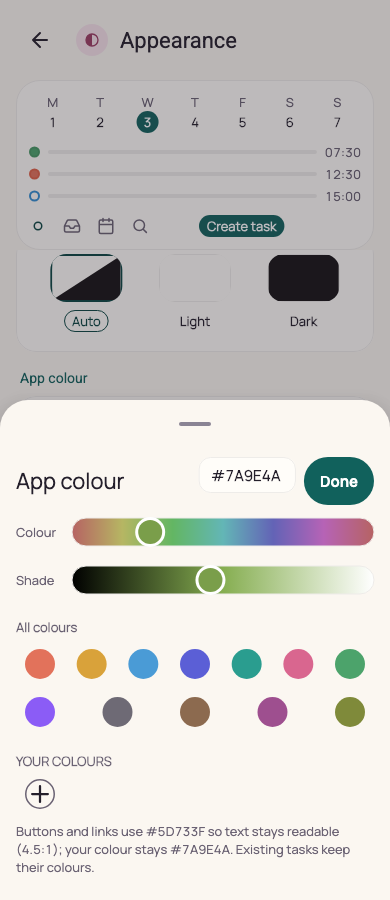 Appearance
M T W T F S S
1 2 3 4 5 6 7
07:30
12:30
15:00
Create task
Auto Light Dark
App colour
App colour #7A9E4A Done
Colour
Shade
All colours
YOUR COLOURS
Buttons and links use #5D733F so text stays readable
(4.5:1); your colour stays #7A9E4A. Existing tasks keep
their colours.